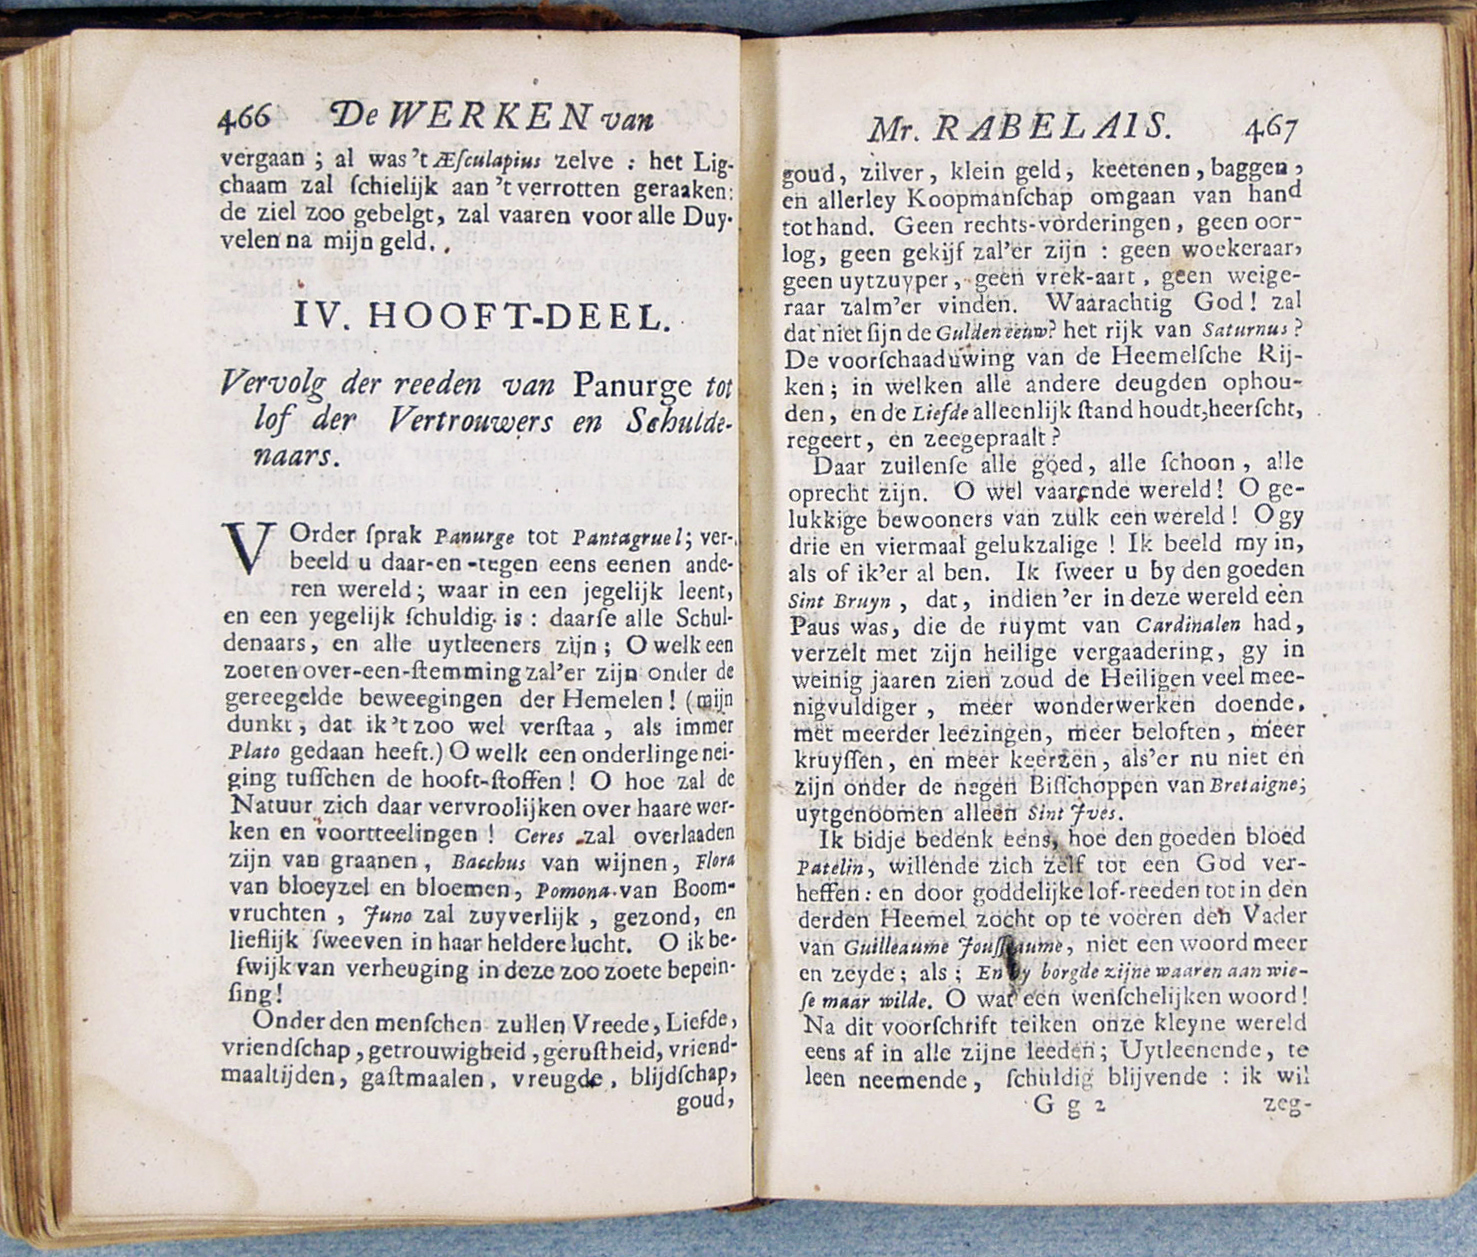 466 De WERKEN van
vergaan ; al was 't Æſculapius zelve : het Lig-
chaam zal ſchielijk aan 't verrotten geraaken:
de ziel zoo gebelgt, zal vaaren voor alle Duy-
velen na mijn geld.
IV. HOOFT-DEEL.
Vervolg der reeden van Panurge tot
lof der Vertrouwers en Schulde-
naars.
VOrder ſprak Panurge tot Pantagruel; ver-
beeld u daar-en-tegen eens eenen ande-
ren wereld; waar in een jegelijk leent,
en een yegelijk ſchuldig is : daarſe alle Schul-
denaars, en alle uytleeners zijn; O welk een
zoeten over-een-ſtemming zal'er zijn onder de
gereegelde beweegingen der Hemelen! (mijn
dunkt, dat ik 't zoo wel verſtaa, als immer
Plato gedaan heeft.) O welk een onderlinge nei-
ging tuſſchen de hooft-ſtoffen! O hoe zal de
Natuur zich daar vervroolijken over haare wer-
ken en voortteelingen! Ceres zal overlaaden
zijn van graanen, Bacchus van wijnen, Flora
van bloeyzel en bloemen, Pomona van Boom-
vruchten, Juno zal zuyverlijk, gezond, en
lieflijk ſweeven in haar heldere lucht. O ik be-
ſwijk van verheuging in deze zoo zoete bepein-
ſing!
Onder den menſchen zullen Vreede, Liefde,
vriendſchap, getrouwigheid, geruſtheid, vriend-
maaltijden, gaſtmaalen, vreugde, blijdſchap,
goud,
Mr. RABELAIS. 467
goud, zilver, klein geld, keetenen, baggen,
en allerley Koopmanſchap omgaan van hand
tot hand. Geen rechts-vorderingen, geen oor-
log, geen gekijf zal'er zijn : geen woekeraar,
geen uytzuyper, geen vrek-aart, geen weige-
raar zalm'er vinden. Waarachtig God! zal
dat niet ſijn de Gulden eeuw? het rijk van Saturnus?
De voorſchaaduwing van de Heemelſche Rij-
ken; in welken alle andere deugden ophou-
den, en de Liefde alleenlijk ſtand houdt, heerſcht,
regeert, en zeegepraalt?
Daar zullenſe alle goed, alle ſchoon, alle
oprecht zijn. O wel vaarende wereld! O ge-
lukkige bewooners van zulk een wereld! O gy
drie en viermaal gelukzalige! Ik beeld my in,
als of ik'er al ben. Ik ſweer u by den goeden
Sint Bruyn, dat, indien 'er in deze wereld een
Paus was, die de ruymt van Cardinalen had,
verzelt met zijn heilige vergaadering, gy in
weinig jaaren zien zoud de Heiligen veel mee-
nigvuldiger, meer wonderwerken doende,
met meerder leezingen, meer beloften, meer
kruyſſen, en meer keerzen, als'er nu niet en
zijn onder de negen Biſſchoppen van Bretaigne;
uytgenoomen alleen Sint Jves.
Ik bidje bedenk eens, hoe den goeden bloed
Patelin, willende zich zelf tot een God ver-
heffen : en door goddelijke lof-reeden tot in den
derden Heemel zocht op te voeren den Vader
van Guilleaume Jouſſeaume, niet een woord meer
en zeyde; als; En hy borgde zijne waaren aan wie-
ſe maar wilde. O wat een wenſchelijken woord!
Na dit voorſchrift teiken onze kleyne wereld
eens af in alle zijne leeden; Uytleenende, te
leen neemende, ſchuldig blijvende : ik wil
G g 2 zeg-